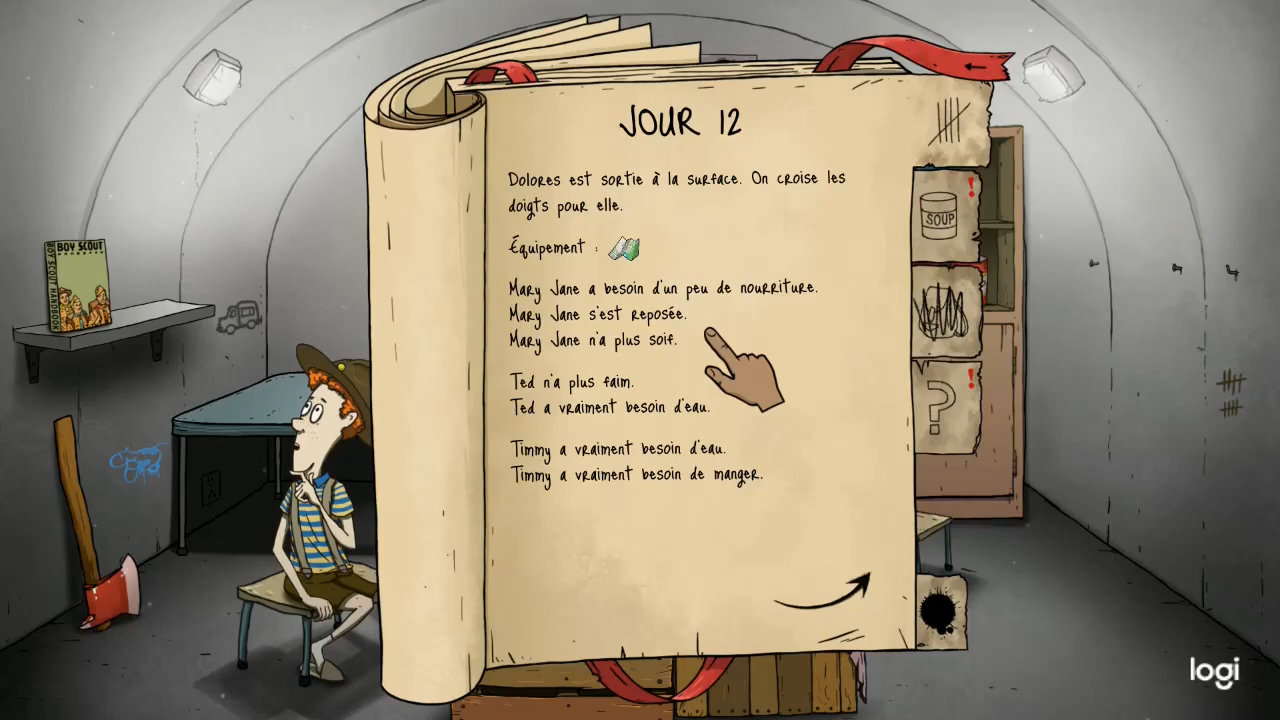 JOUR 12
Dolores est sortie à la surface. On croise les
doigts pour elle.
Équipement :
Mary Jane a besoin d'un peu de nourriture.
Mary Jane s'est reposée.
Mary Jane n'a plus soif.
Ted n'a plus faim.
Ted a vraiment besoin d'eau.
Timmy a vraiment besoin d'eau.
Timmy a vraiment besoin de manger.
SOUP
!
?
!
BOY SCOUT
BOY SCOUT HANDBOOK
logi